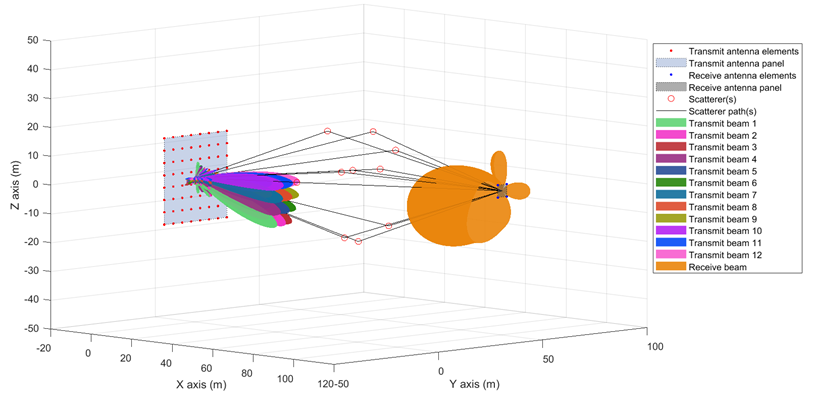 50
40
30
20
10
0
-10
-20
-30
-40
-50
Z axis (m)
-20
0
20
40
60
80
100
120
X axis (m)
-50
0
50
100
Y axis (m)
Transmit antenna elements
Transmit antenna panel
Receive antenna elements
Receive antenna panel
Scatterer(s)
Scatterer path(s)
Transmit beam 1
Transmit beam 2
Transmit beam 3
Transmit beam 4
Transmit beam 5
Transmit beam 6
Transmit beam 7
Transmit beam 8
Transmit beam 9
Transmit beam 10
Transmit beam 11
Transmit beam 12
Receive beam